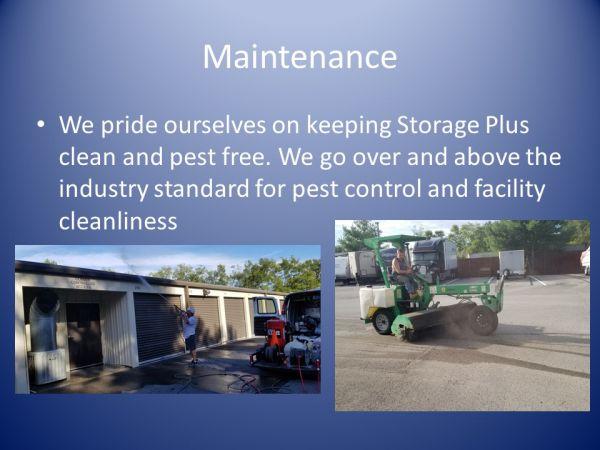 Maintenance
• We pride ourselves on keeping Storage Plus
clean and pest free. We go over and above the
industry standard for pest control and facility
cleanliness